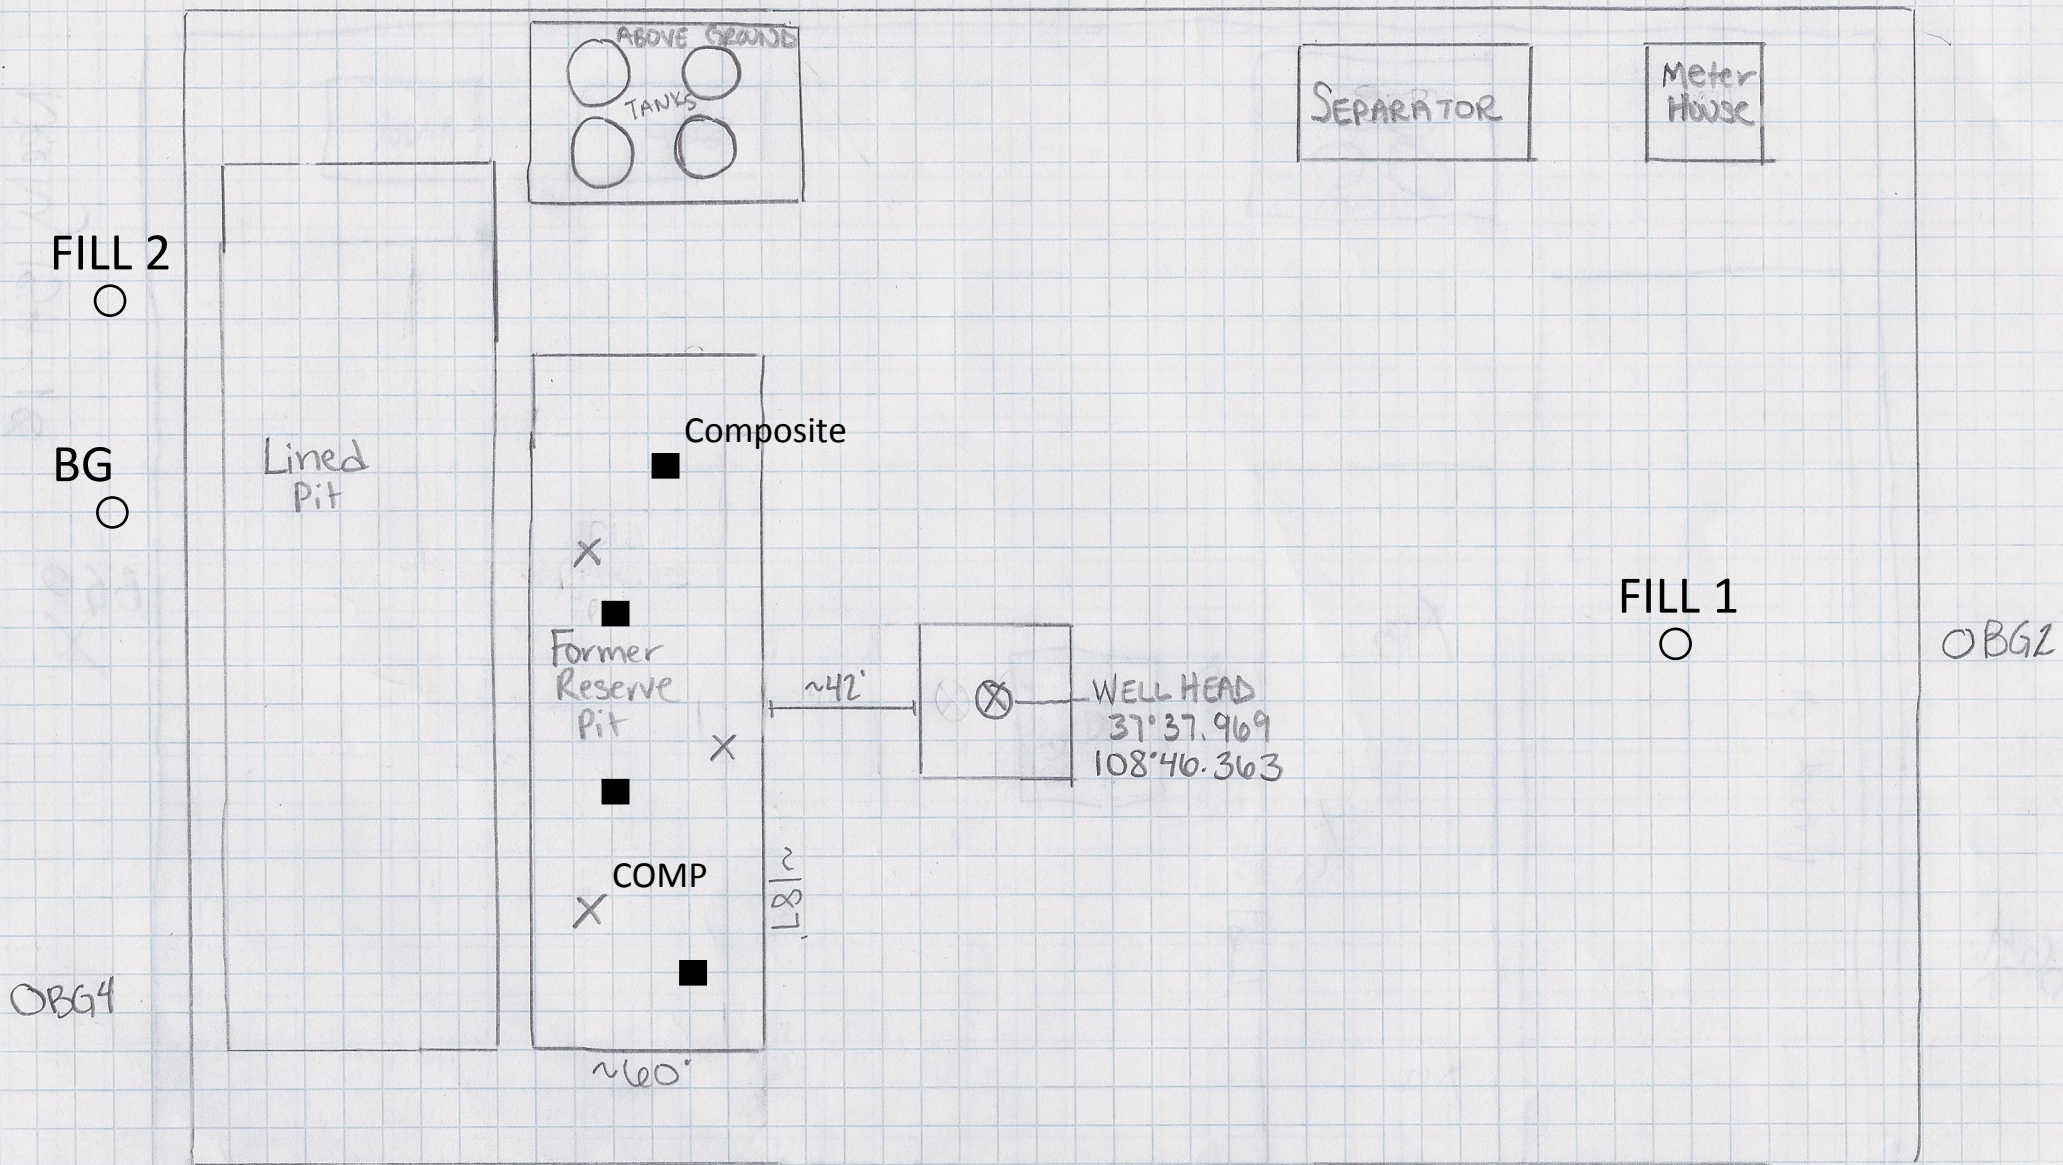 ABOVE GROUND
TANKS
SEPARATOR
Meter
House
FILL 2
Composite
BG
Lined
Pit
FILL 1
Former
Reserve
Pit
~42'
WELL HEAD
37°37.969
108°46.363
BG2
COMP
~187'
BG4
~60'